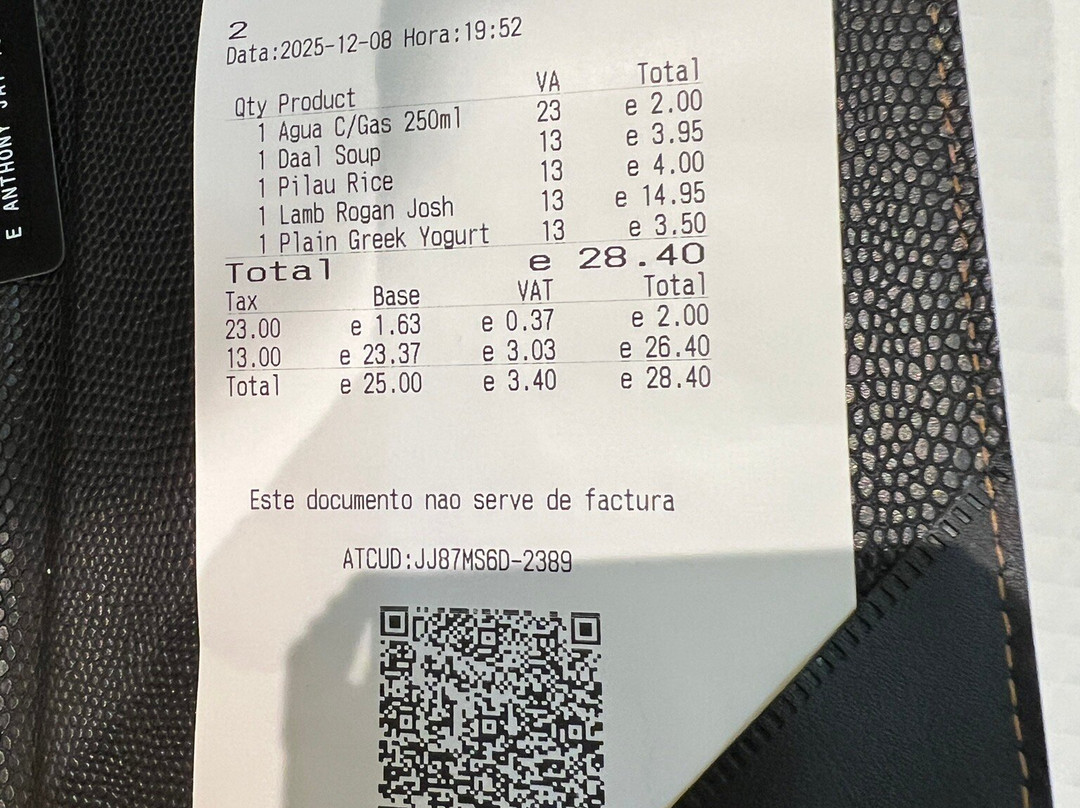 2
Data:2025-12-08 Hora:19:52
Qty Product VA Total
1 Agua C/Gas 250ml 23 e 2.00
1 Daal Soup 13 e 3.95
1 Pilau Rice 13 e 4.00
1 Lamb Rogan Josh 13 e 14.95
1 Plain Greek Yogurt 13 e 3.50
Total e 28.40
Tax Base VAT Total
23.00 e 1.63 e 0.37 e 2.00
13.00 e 23.37 e 3.03 e 26.40
Total e 25.00 e 3.40 e 28.40
Este documento nao serve de factura
ATCUD:JJ87MS6D-2389
E ANTHONY